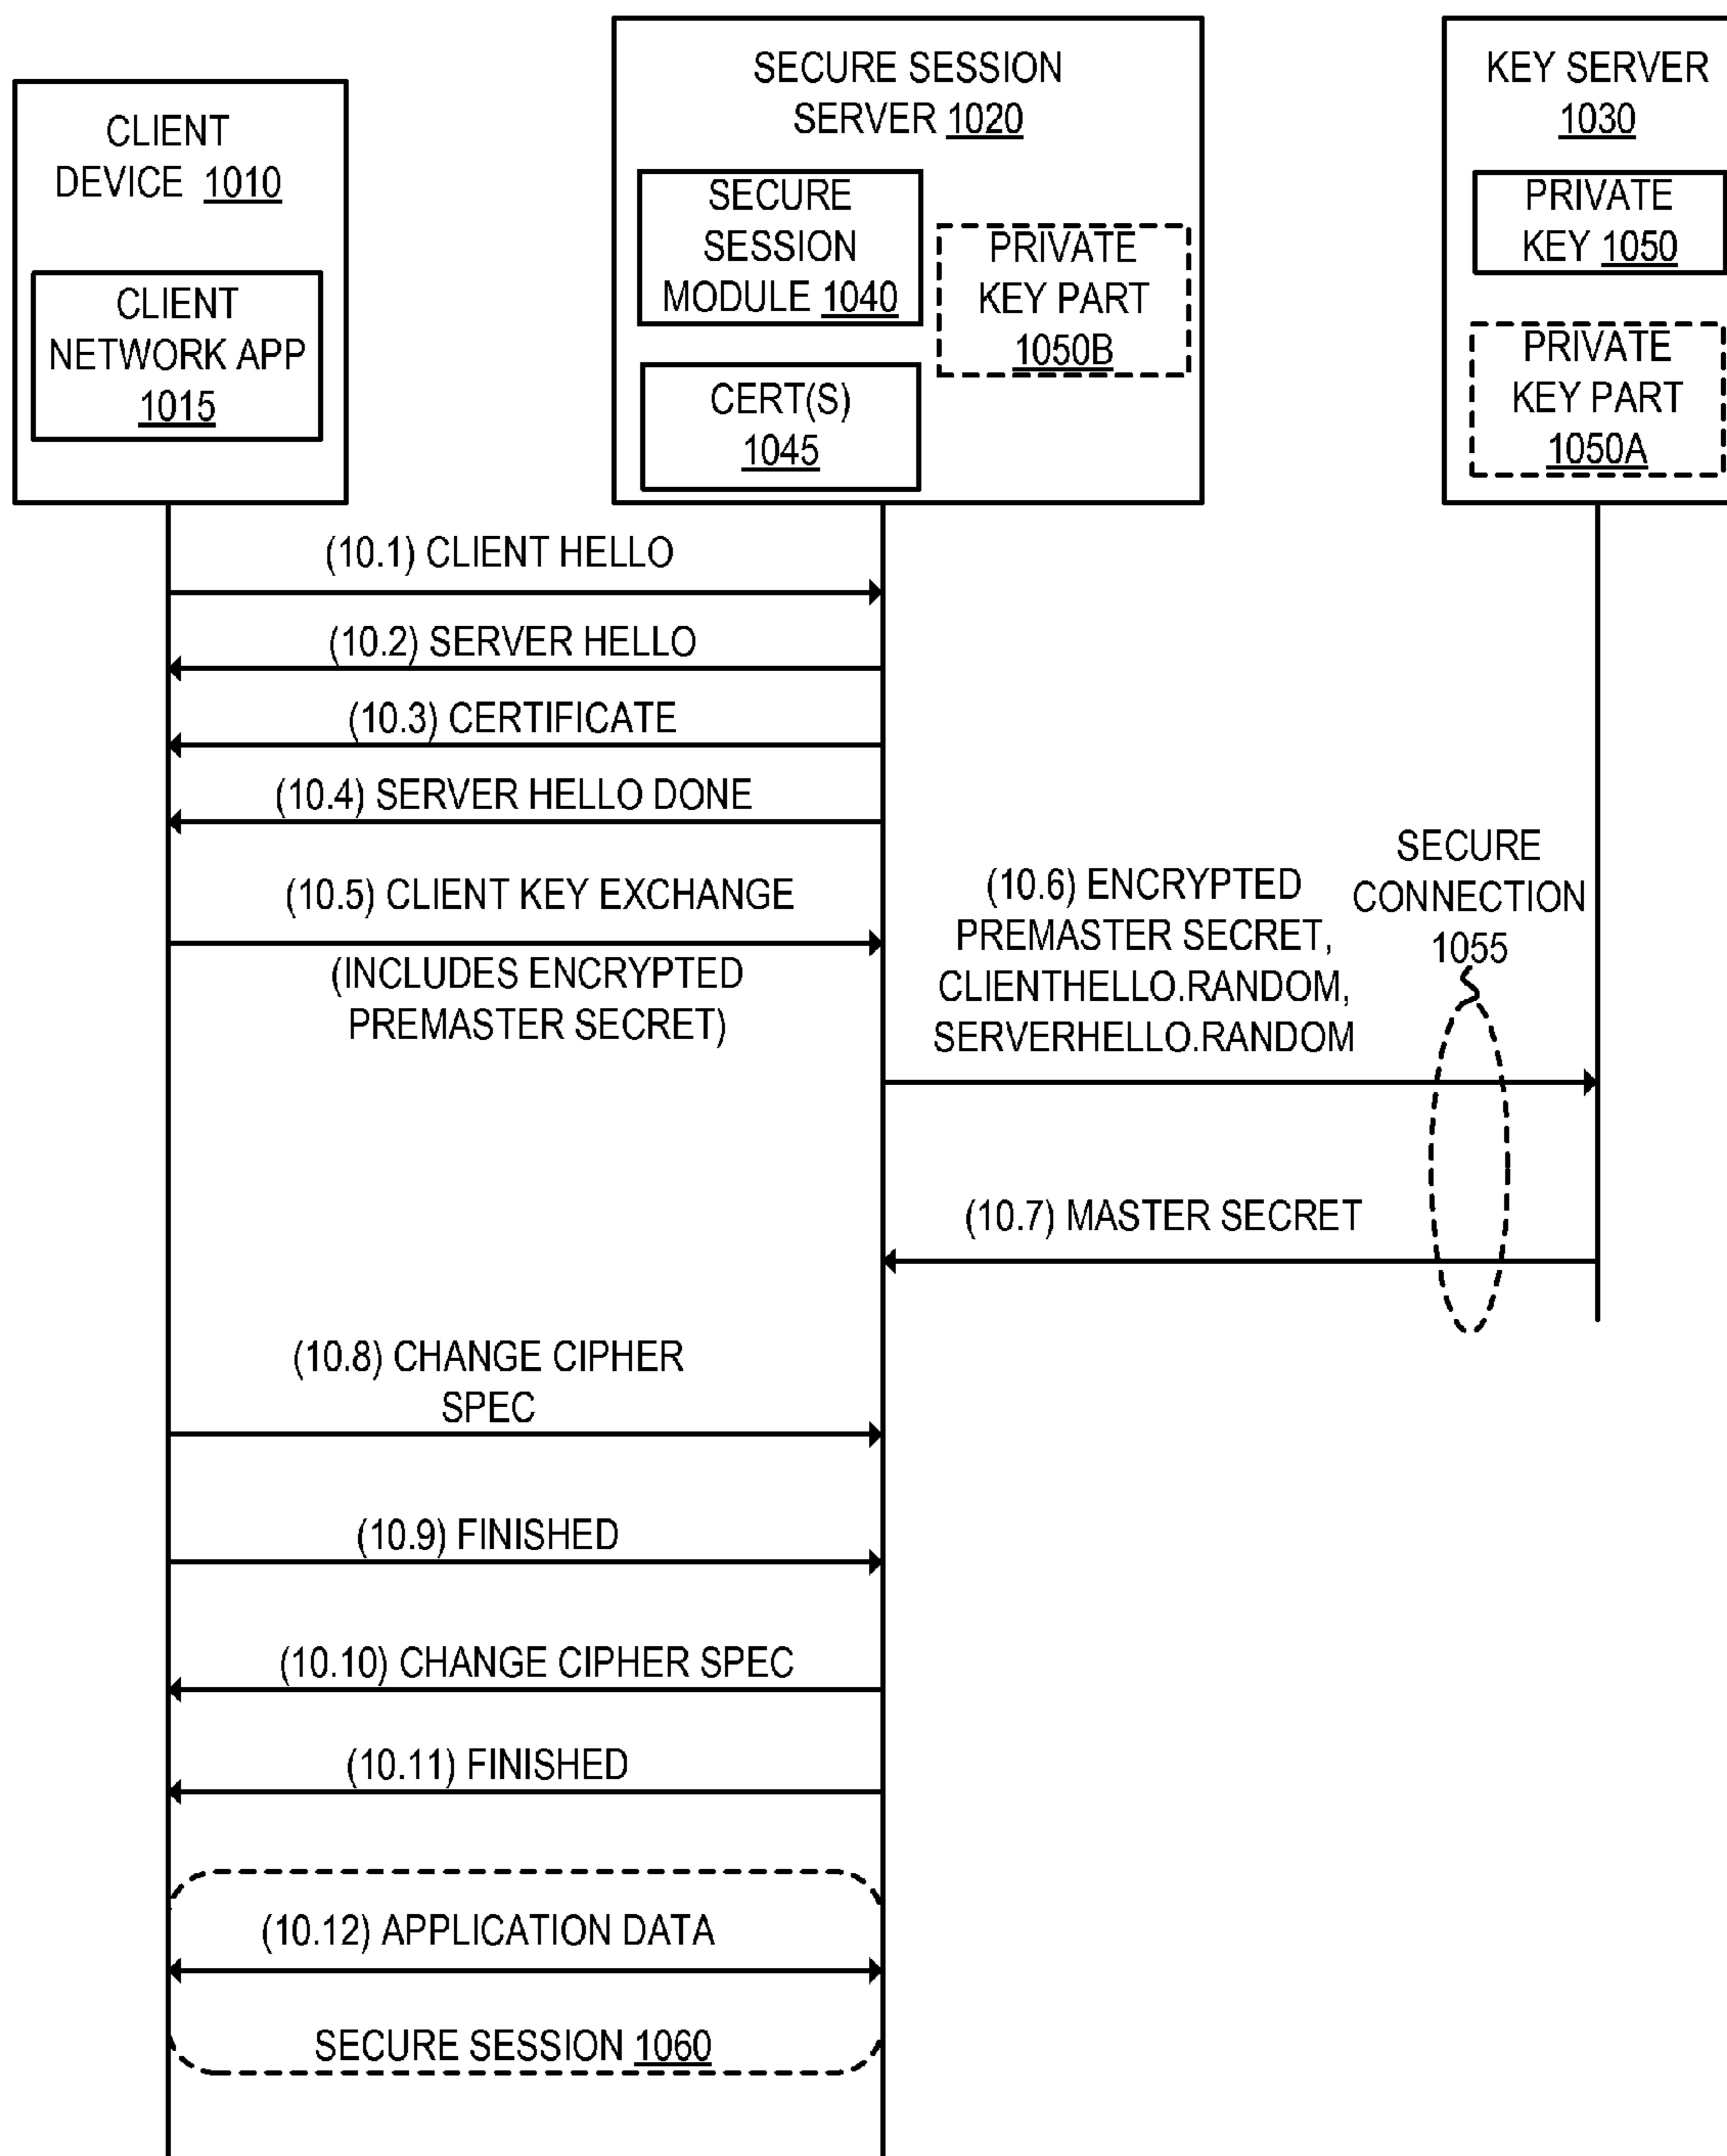 CLIENT
DEVICE 1010
CLIENT
NETWORK APP
1015
SECURE SESSION
SERVER 1020
SECURE
SESSION
MODULE 1040
PRIVATE
KEY PART
1050B
CERT(S)
1045
KEY SERVER
1030
PRIVATE
KEY 1050
PRIVATE
KEY PART
1050A
(10.1) CLIENT HELLO
(10.2) SERVER HELLO
(10.3) CERTIFICATE
(10.4) SERVER HELLO DONE
(10.5) CLIENT KEY EXCHANGE
(INCLUDES ENCRYPTED
PREMASTER SECRET)
(10.6) ENCRYPTED
PREMASTER SECRET,
CLIENTHELLO.RANDOM,
SERVERHELLO.RANDOM
SECURE
CONNECTION
1055
(10.7) MASTER SECRET
(10.8) CHANGE CIPHER
SPEC
(10.9) FINISHED
(10.10) CHANGE CIPHER SPEC
(10.11) FINISHED
(10.12) APPLICATION DATA
SECURE SESSION 1060